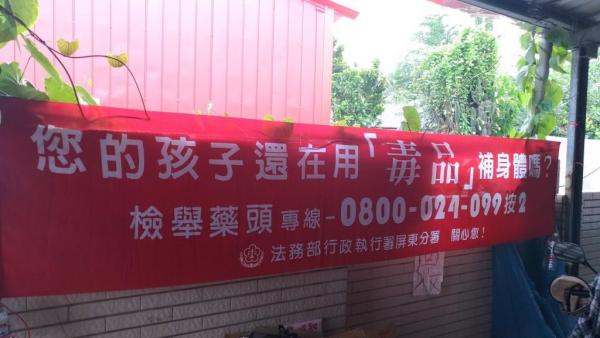 您的孩子還在用「毒品」補身體嗎？
檢舉藥頭專線-0800-024-099按2
法務部行政執行署屏東分署 關心您！